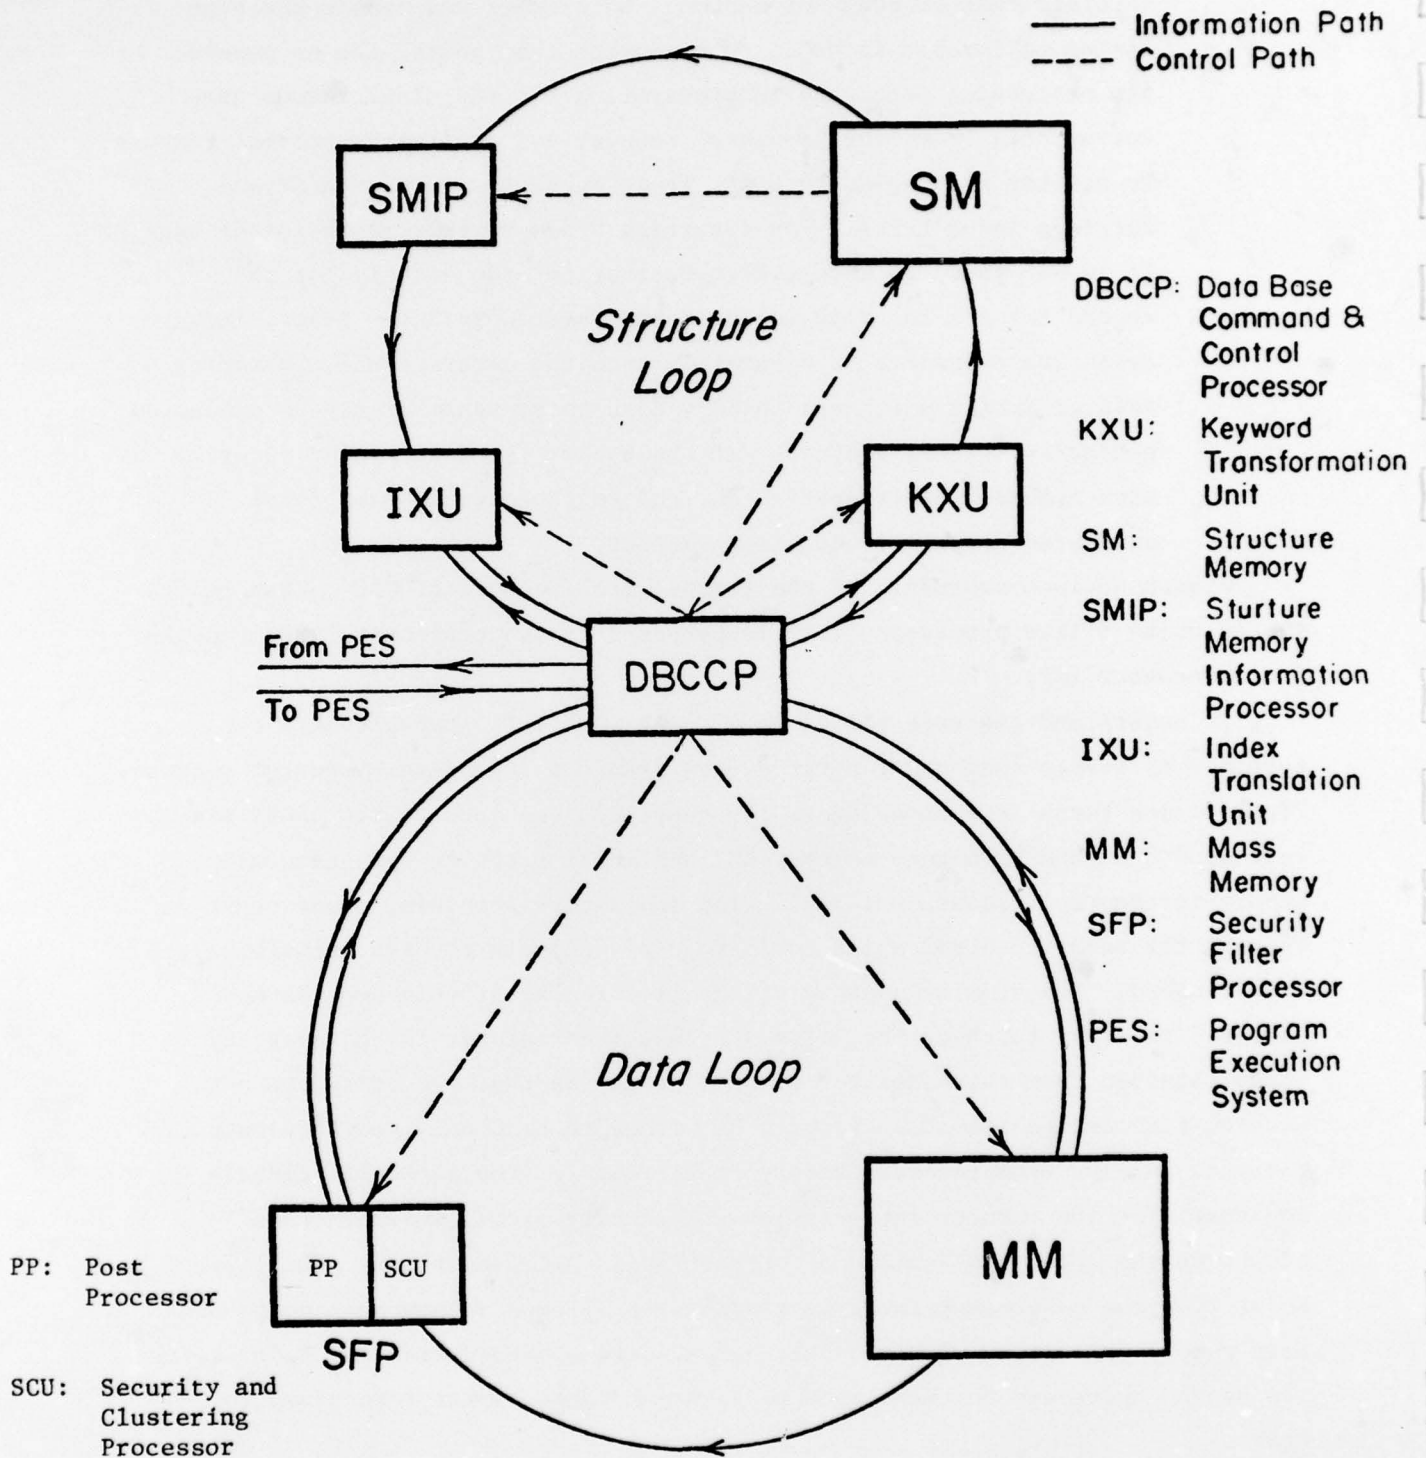 Information Path
Control Path
SMIP
SM
Structure
Loop
IXU
KXU
From PES
To PES
DBCCP
DBCCP: Data Base
Command &
Control
Processor
KXU: Keyword
Transformation
Unit
SM: Structure
Memory
SMIP: Sturture
Memory
Information
Processor
IXU: Index
Translation
Unit
MM: Mass
Memory
SFP: Security
Filter
Processor
PES: Program
Execution
System
Data Loop
PP SCU
SFP
MM
PP: Post
Processor
SCU: Security and
Clustering
Processor